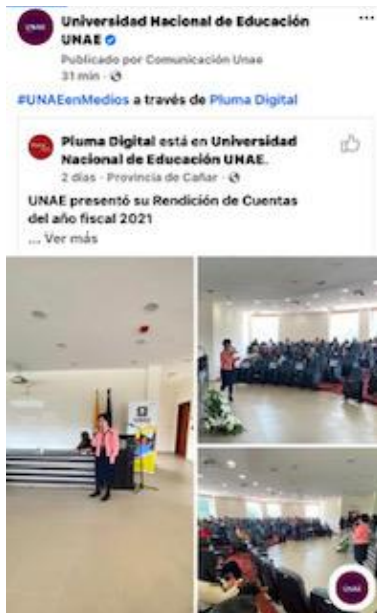 Universidad Nacional de Educación
UNAE
Publicado por Comunicación Unae
31 min ·
#UNAEenMedios a través de Pluma Digital
Pluma Digital está en Universidad
Nacional de Educación UNAE.
2 días · Provincia de Cañar ·
UNAE presentó su Rendición de Cuentas
del año fiscal 2021
... Ver más
UNAE